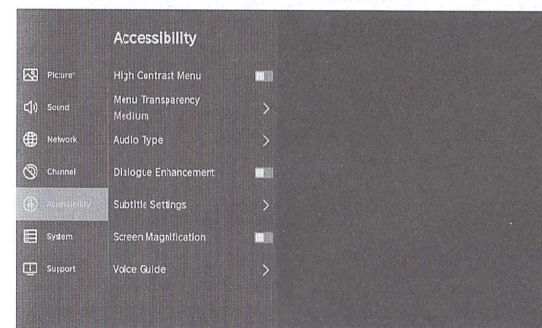 Accessibility
Picture
High Contrast Menu
Sound
Menu Transparency
Medium
Network
Audio Type
Channel
Dialogue Enhancement
Accessibility
Subtitle Settings
System
Screen Magnification
Support
Voice Guide